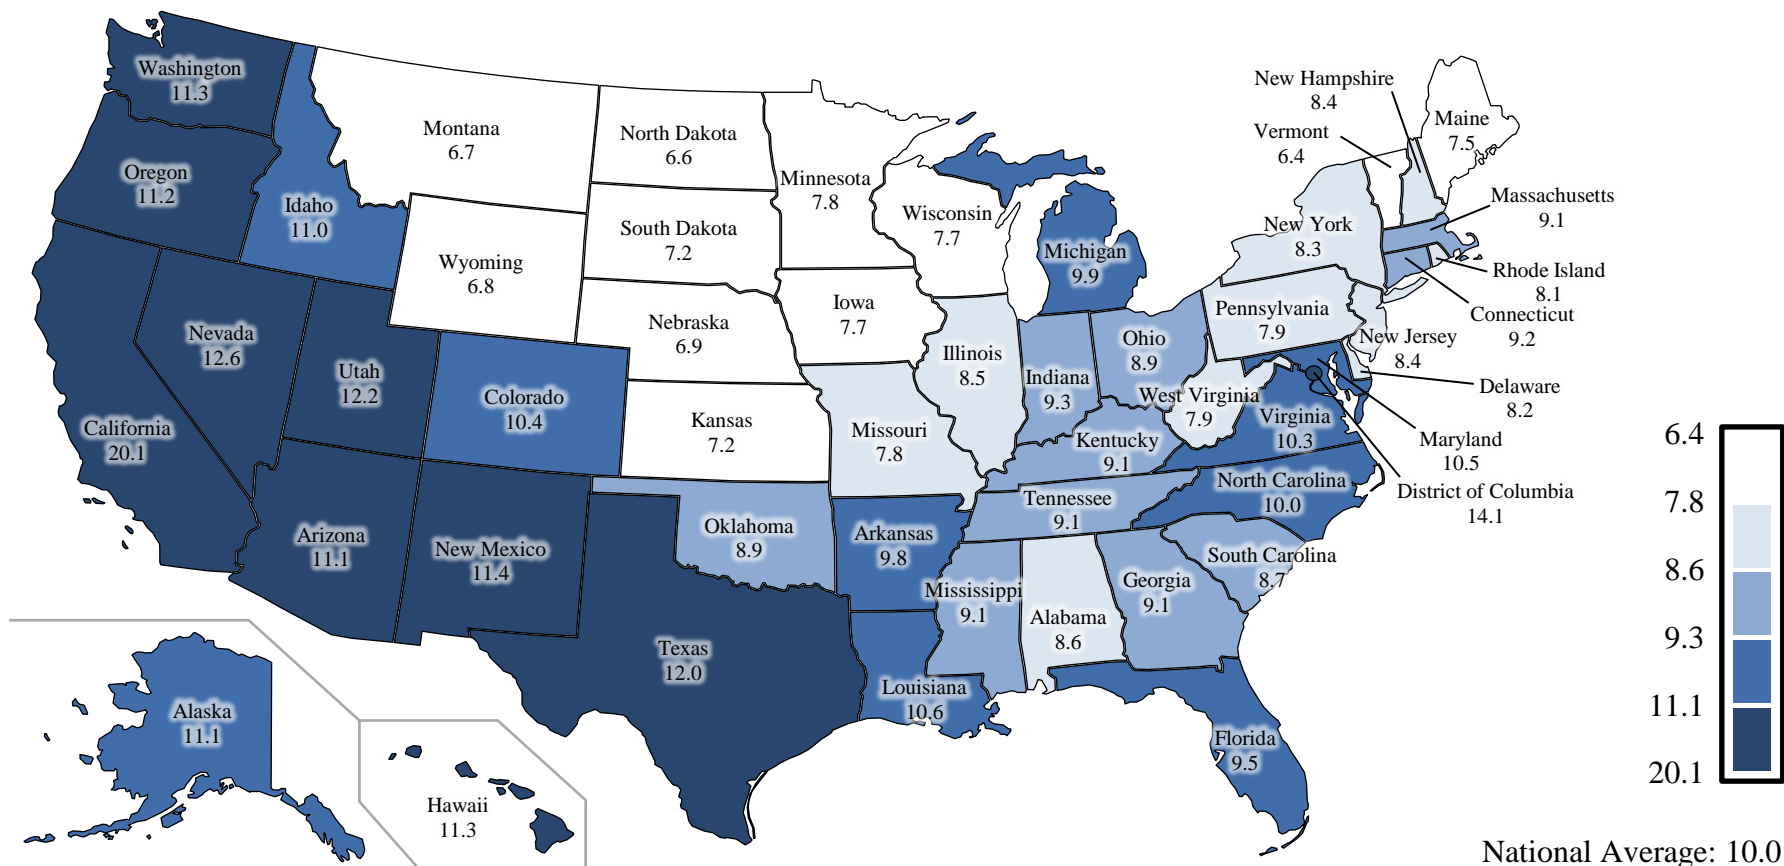 Washington
11.3
Oregon
11.2
Idaho
11.0
Montana
6.7
Wyoming
6.8
North Dakota
6.6
South Dakota
7.2
Nebraska
6.9
Kansas
7.2
Minnesota
7.8
Iowa
7.7
Missouri
7.8
Wisconsin
7.7
Illinois
8.5
Michigan
9.9
Indiana
9.3
Ohio
8.9
Kentucky
9.1
Tennessee
9.1
West Virginia
7.9
Virginia
10.3
North Carolina
10.0
South Carolina
8.7
Georgia
9.1
Alabama
8.6
Mississippi
9.1
Louisiana
10.6
Arkansas
9.8
Oklahoma
8.9
Texas
12.0
New Mexico
11.4
Arizona
11.1
Colorado
10.4
Utah
12.2
Nevada
12.6
California
20.1
Alaska
11.1
Hawaii
11.3
Florida
9.5
Pennsylvania
7.9
New York
8.3
Vermont
6.4
New Hampshire
8.4
Maine
7.5
Massachusetts
9.1
Rhode Island
8.1
Connecticut
9.2
New Jersey
8.4
Delaware
8.2
Maryland
10.5
District of Columbia
14.1
6.4
7.8
8.6
9.3
11.1
20.1
National Average: 10.0